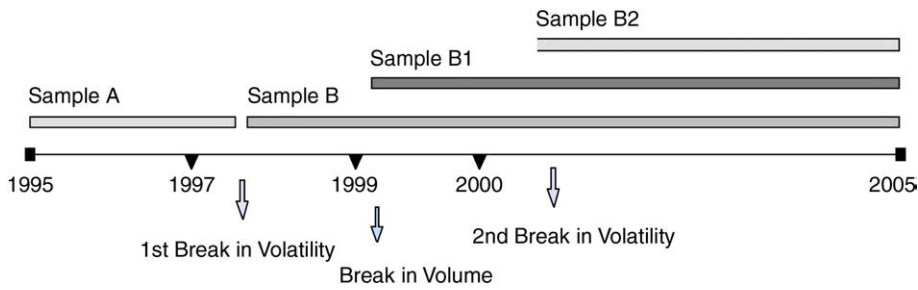 Sample B2
Sample B1
Sample A
Sample B
1995
1997
1999
2000
2005
1st Break in Volatility
Break in Volume
2nd Break in Volatility